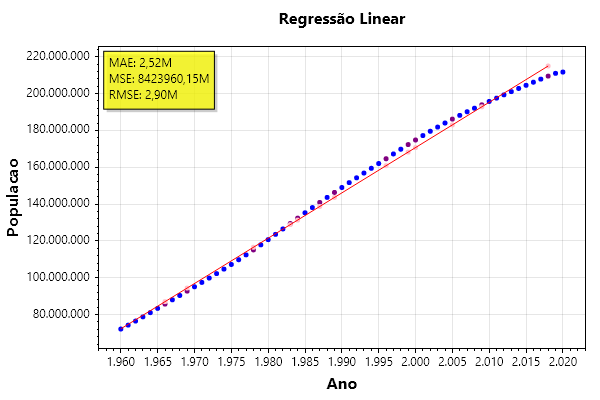 Regressão Linear
MAE: 2,52M
MSE: 8423960,15M
RMSE: 2,90M
220.000.000
200.000.000
180.000.000
160.000.000
140.000.000
120.000.000
100.000.000
80.000.000
Populacao
1.960 1.965 1.970 1.975 1.980 1.985 1.990 1.995 2.000 2.005 2.010 2.015 2.020
Ano